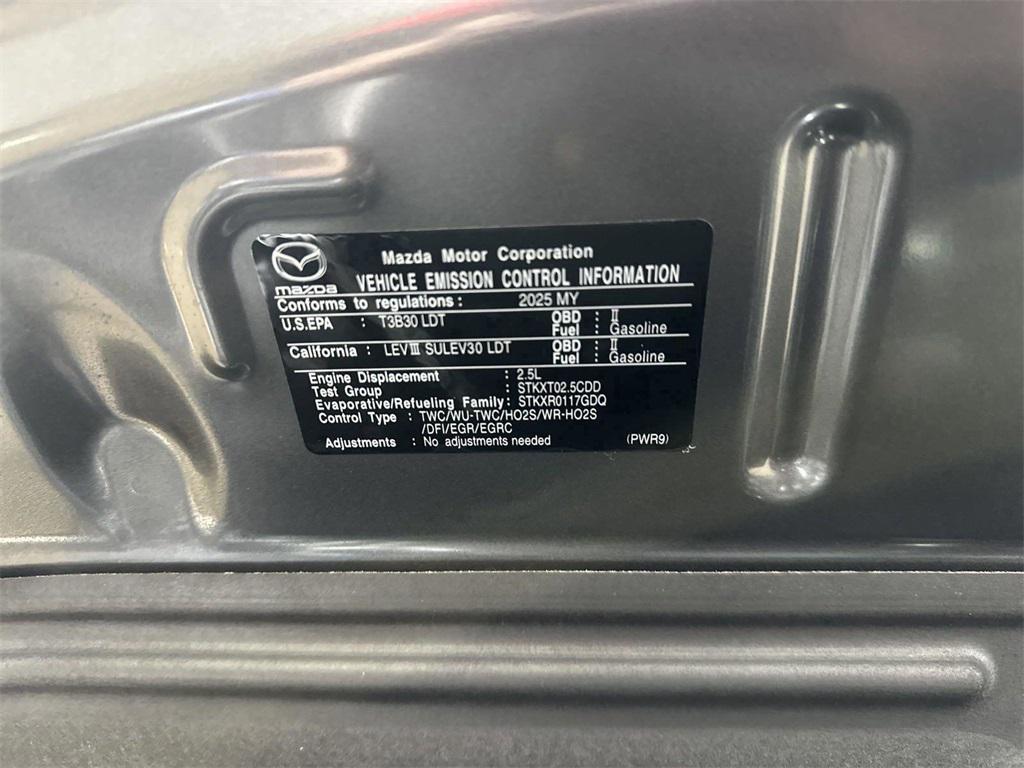 Mazda Motor Corporation
mazda VEHICLE EMISSION CONTROL INFORMATION
Conforms to regulations : 2025 MY
U.S.EPA : T3B30 LDT OBD : II
Fuel : Gasoline
California : LEVIII SULEV30 LDT OBD : II
Fuel : Gasoline
Engine Displacement : 2.5L
Test Group : STKXT02.5CDD
Evaporative/Refueling Family: STKXR0117GDQ
Control Type : TWC/WU-TWC/HO2S/WR-HO2S
/DFI/EGR/EGRC
Adjustments : No adjustments needed (PWR9)